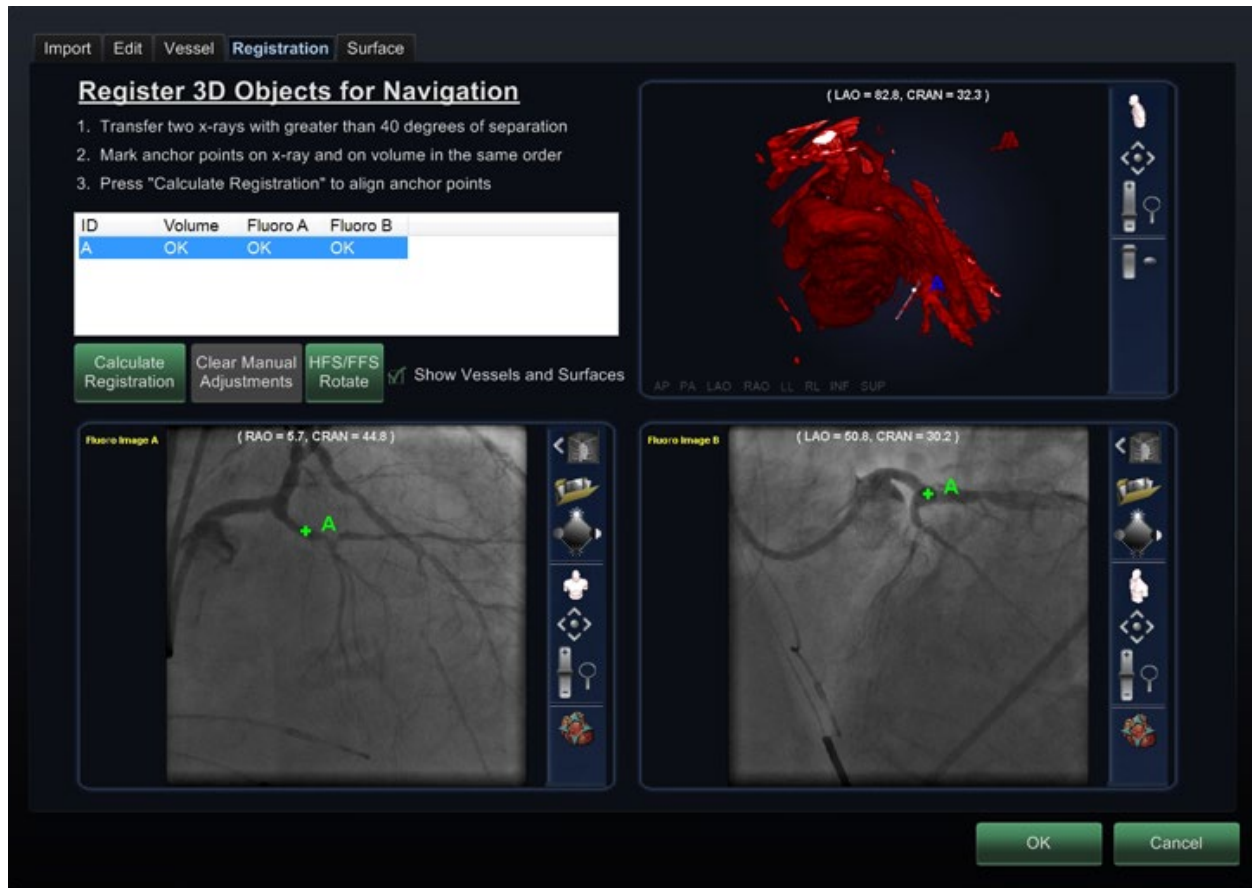 Import Edit Vessel Registration Surface
Register 3D Objects for Navigation
1. Transfer two x-rays with greater than 40 degrees of separation
2. Mark anchor points on x-ray and on volume in the same order
3. Press "Calculate Registration" to align anchor points
ID Volume Fluoro A Fluoro B
A OK OK OK
Calculate
Registration
Clear Manual
Adjustments
HFS/FFS
Rotate
Show Vessels and Surfaces
( LAO = 82.8, CRAN = 32.3 )
A
AP PA LAO RAO LL RL INF SUP
Fluoro Image A
( RAO = 5.7, CRAN = 44.8 )
A
Fluoro Image B
( LAO = 50.8, CRAN = 30.2 )
A
OK Cancel